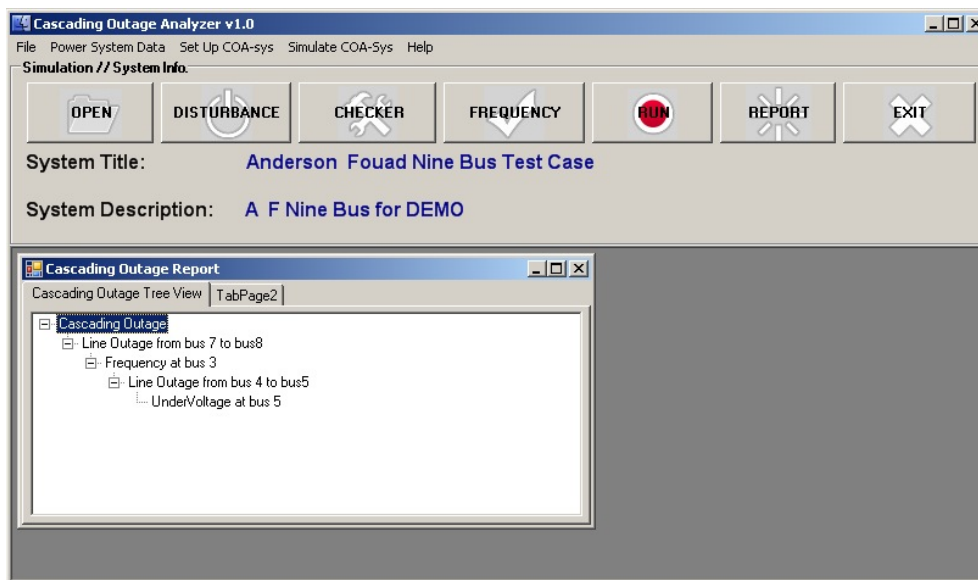 Cascading Outage Analyzer v1.0
File Power System Data Set Up COA-sys Simulate COA-Sys Help
Simulation // System Info.
OPEN DISTURBANCE CHECKER FREQUENCY RUN REPORT EXIT
System Title: Anderson Fouad Nine Bus Test Case
System Description: A F Nine Bus for DEMO
Cascading Outage Report
Cascading Outage Tree View TabPage2
Cascading Outage
Line Outage from bus 7 to bus8
Frequency at bus 3
Line Outage from bus 4 to bus5
UnderVoltage at bus 5